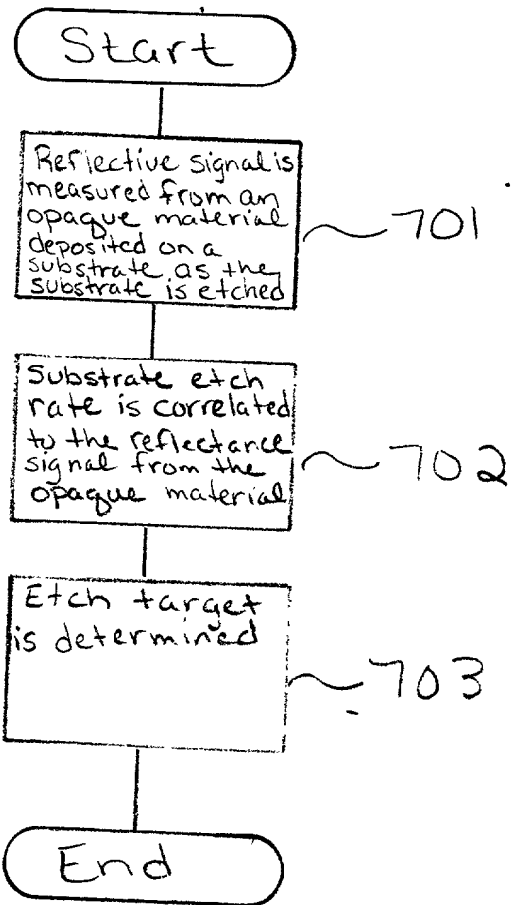 Start
Reflective signal is
measured from an
opaque material
deposited on a
substrate as the
substrate is etched
701
Substrate etch
rate is correlated
to the reflectance
signal from the
opaque material
702
Etch target
is determined
703
End